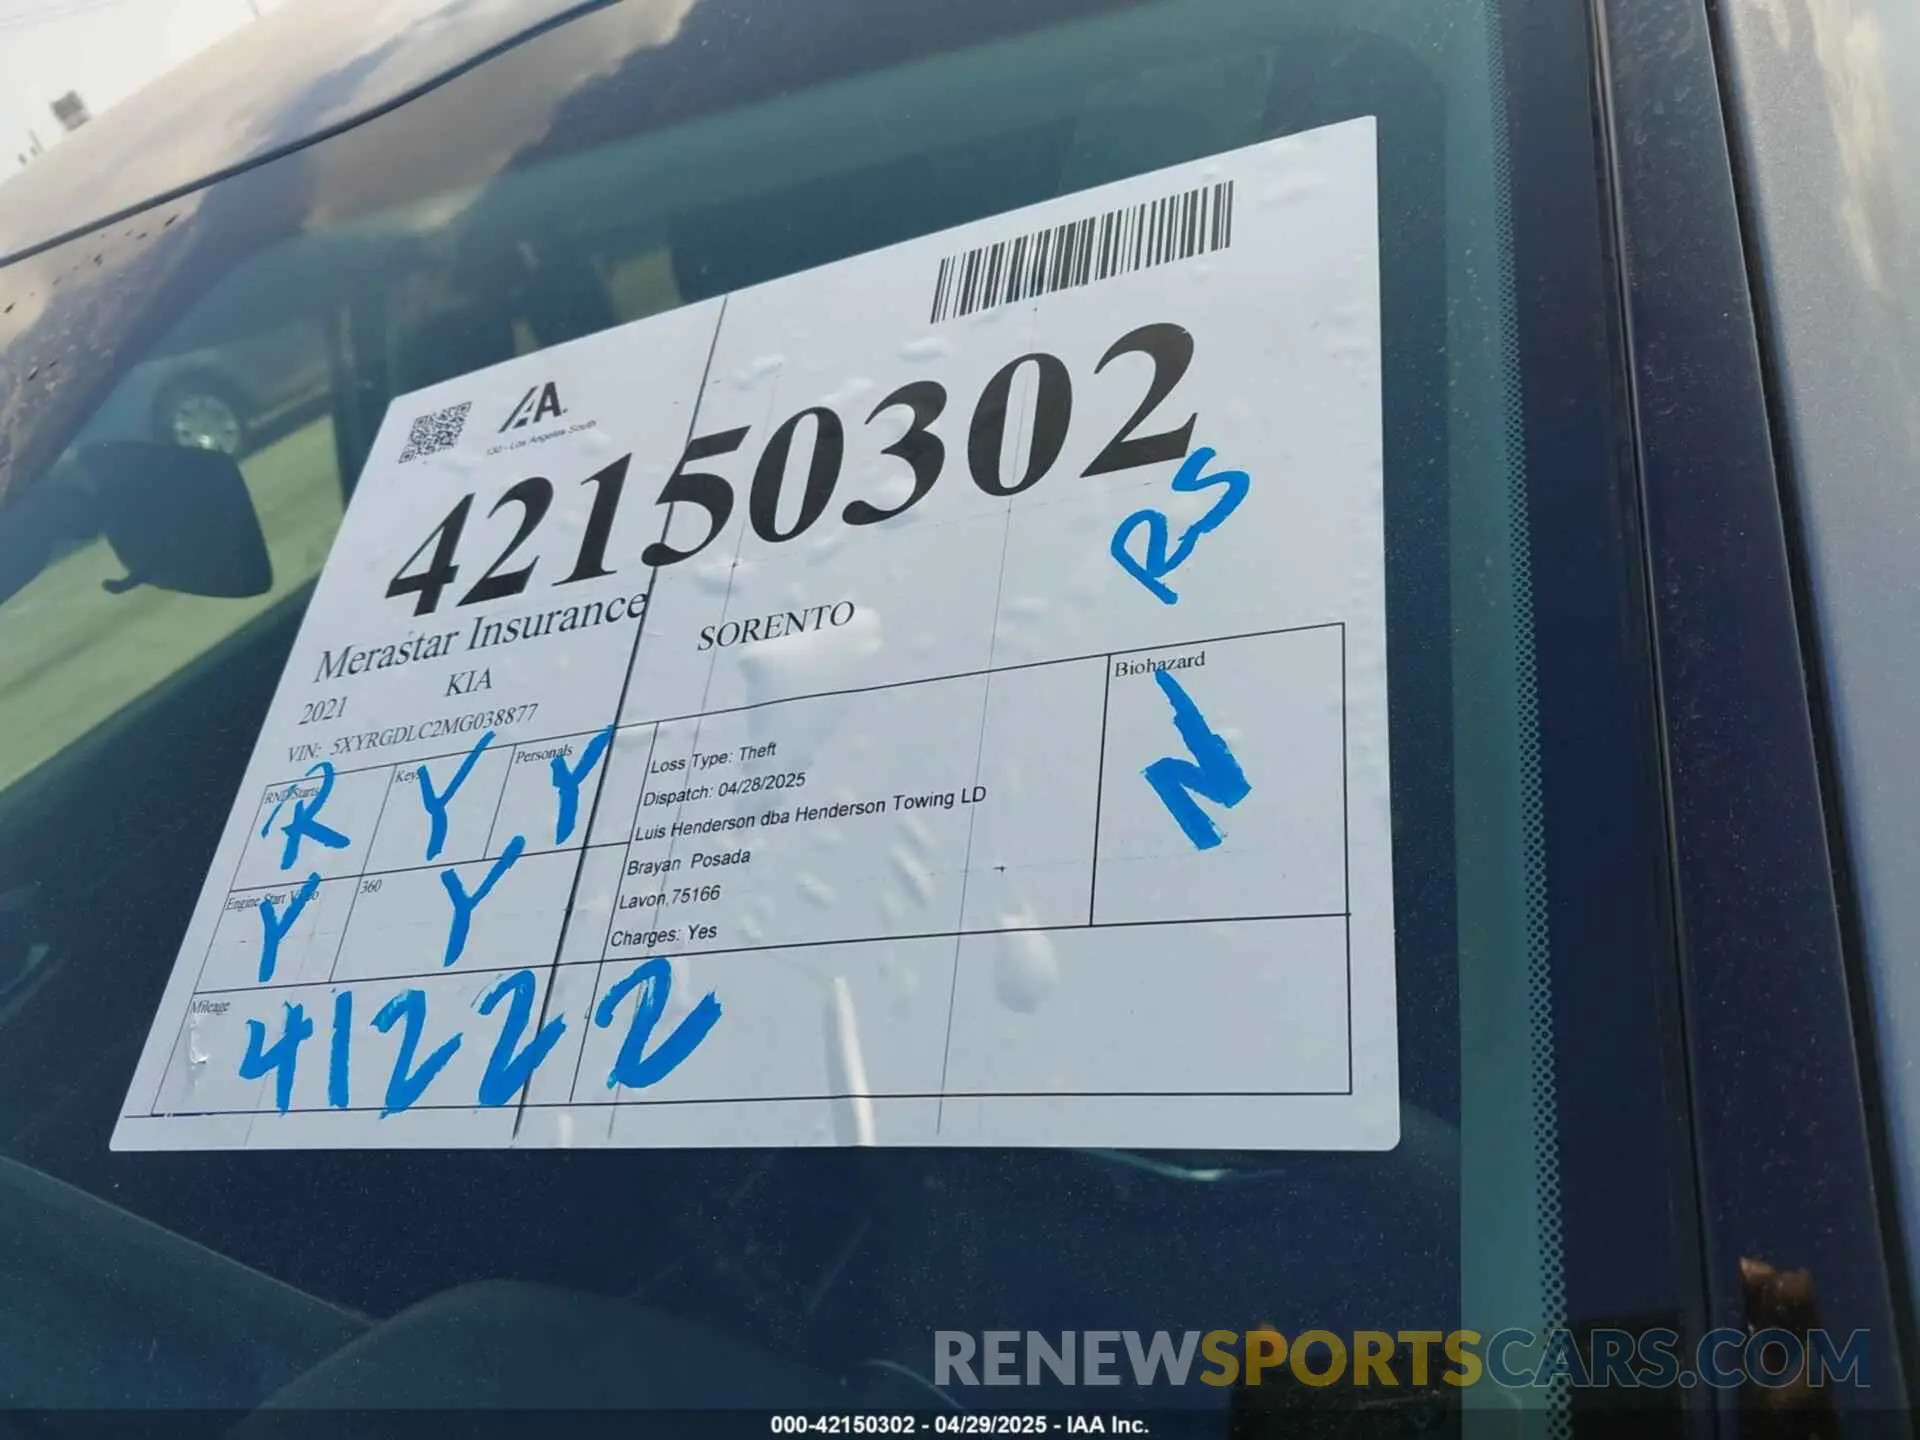 IAA
130 - Los Angeles South
42150302
RS
Merastar Insurance
SORENTO
2021 KIA
VIN: 5XYRGDLC2MG038877
RND/Starts Keys Personals
R Y Y
Engine Start Video 360
Y Y
Loss Type: Theft
Dispatch: 04/28/2025
Luis Henderson dba Henderson Towing LD
Brayan Posada
Lavon,75166
Charges: Yes
Biohazard
N
Mileage
41222
RENEWSPORTSCARS.COM
000-42150302 - 04/29/2025 - IAA Inc.